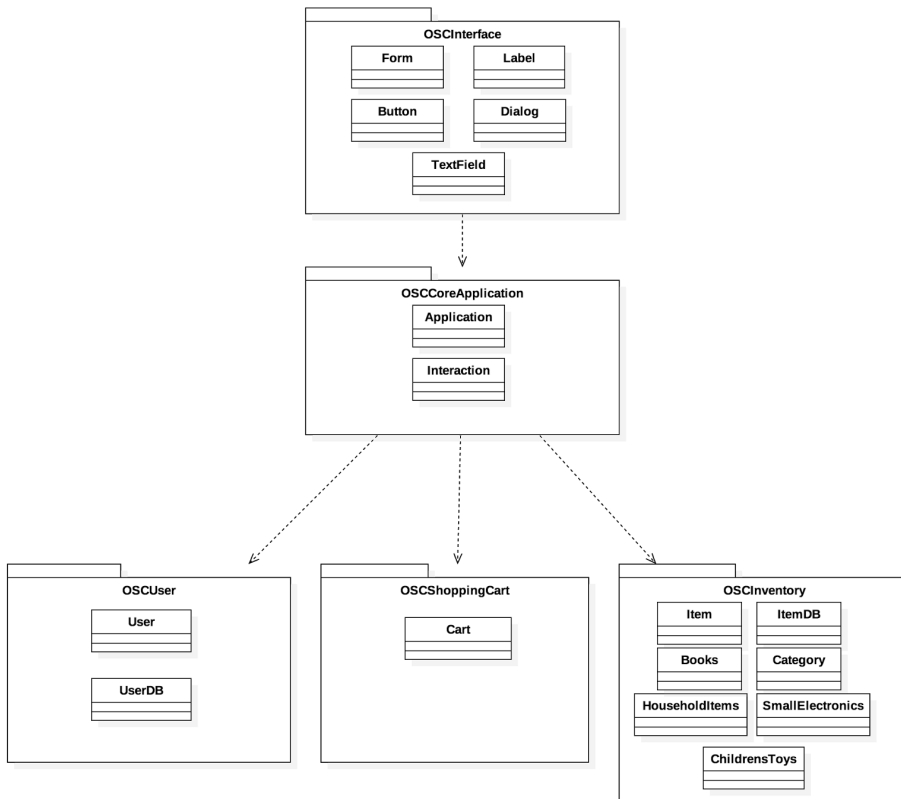 OSCInterface
Form
Label
Button
Dialog
TextField
OSCCoreApplication
Application
Interaction
OSCUser
User
UserDB
OSCShoppingCart
Cart
OSCInventory
Item
ItemDB
Books
Category
HouseholdItems
SmallElectronics
ChildrensToys